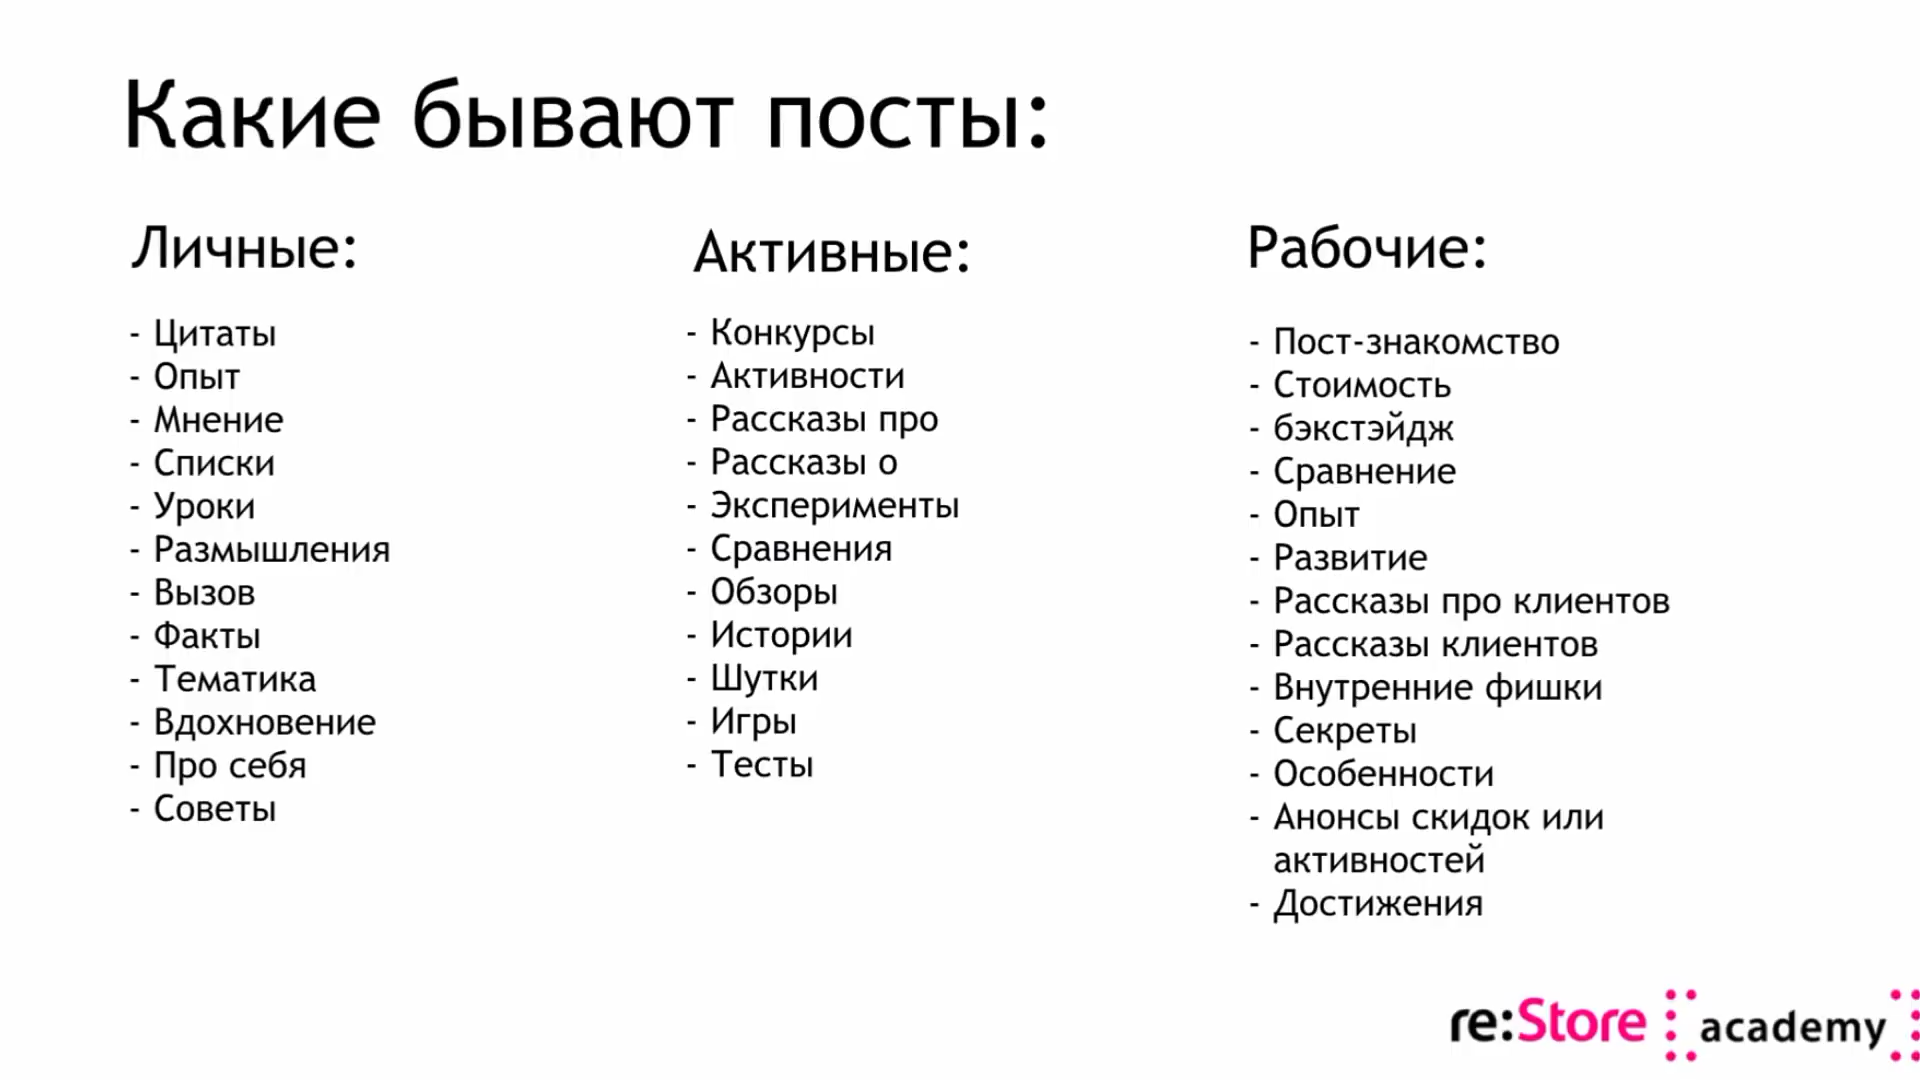 Какие бывают посты:
Личные:
- Цитаты
- Опыт
- Мнение
- Списки
- Уроки
- Размышления
- Вызов
- Факты
- Тематика
- Вдохновение
- Про себя
- Советы
Активные:
- Конкурсы
- Активности
- Рассказы про
- Рассказы о
- Эксперименты
- Сравнения
- Обзоры
- Истории
- Шутки
- Игры
- Тесты
Рабочие:
- Пост-знакомство
- Стоимость
- бэкстэйдж
- Сравнение
- Опыт
- Развитие
- Рассказы про клиентов
- Рассказы клиентов
- Внутренние фишки
- Секреты
- Особенности
- Анонсы скидок или
активностей
- Достижения
re:Store academy